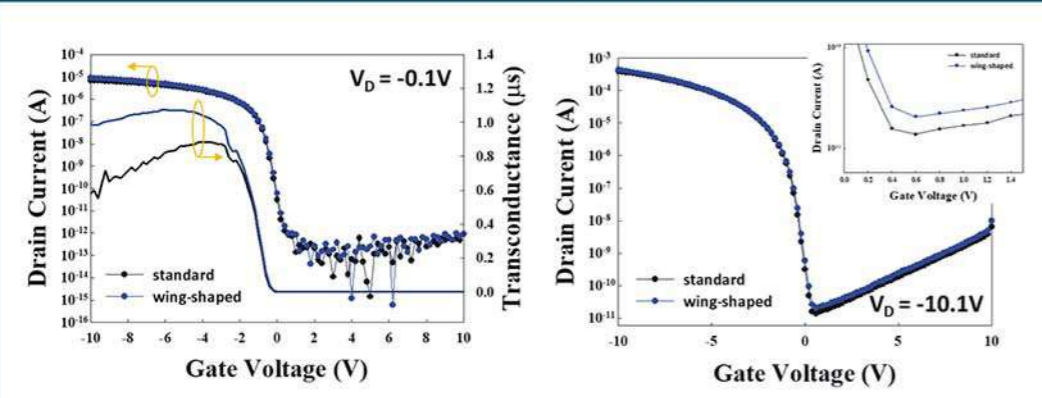 10⁻⁴
10⁻⁵
10⁻⁶
10⁻⁷
10⁻⁸
10⁻⁹
10⁻¹⁰
10⁻¹¹
10⁻¹²
10⁻¹³
10⁻¹⁴
10⁻¹⁵
10⁻¹⁶
Drain Current (A)
-10 -8 -6 -4 -2 0 2 4 6 8 10
Gate Voltage (V)
1.4
1.2
1.0
0.8
0.6
0.4
0.2
0.0
Transconductance (μs)
V_D = -0.1V
standard
wing-shaped
10⁻³
10⁻⁴
10⁻⁵
10⁻⁶
10⁻⁷
10⁻⁸
10⁻⁹
10⁻¹⁰
10⁻¹¹
Drain Current (A)
-10 -5 0 5 10
Gate Voltage (V)
standard
wing-shaped
V_D = -10.1V
standard
wing-shaped
Drain Current (A)
0.0 0.2 0.4 0.6 0.8 1.0 1.2 1.4
Gate Voltage (V)